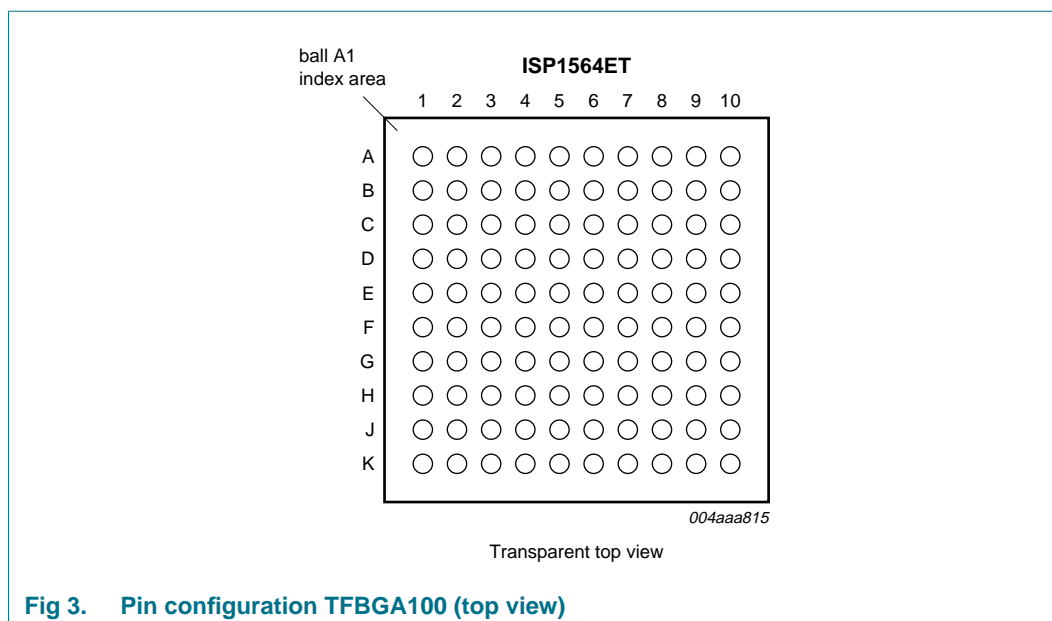 ball A1
index area
ISP1564ET
1 2 3 4 5 6 7 8 9 10
A
B
C
D
E
F
G
H
J
K
004aaa815
Transparent top view
Fig 3. Pin configuration TFBGA100 (top view)